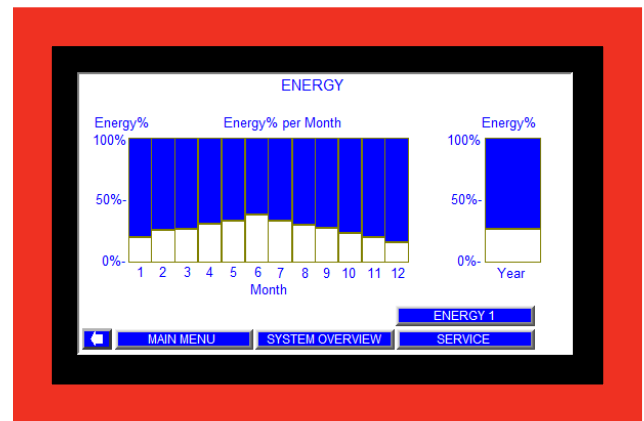 ENERGY
Energy% Energy% per Month Energy%
100% 100%
50%- 50%-
0%- 0%-
1 2 3 4 5 6 7 8 9 10 11 12 Year
Month
ENERGY 1
MAIN MENU SYSTEM OVERVIEW SERVICE